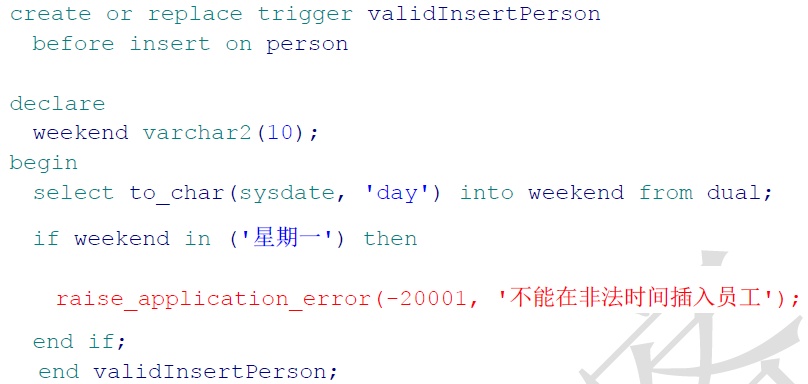 create or replace trigger validInsertPerson
before insert on person
declare
weekend varchar2(10);
begin
select to_char(sysdate, 'day') into weekend from dual;
if weekend in ('星期一') then
raise_application_error(-20001, '不能在非法时间插入员工');
end if;
end validInsertPerson;